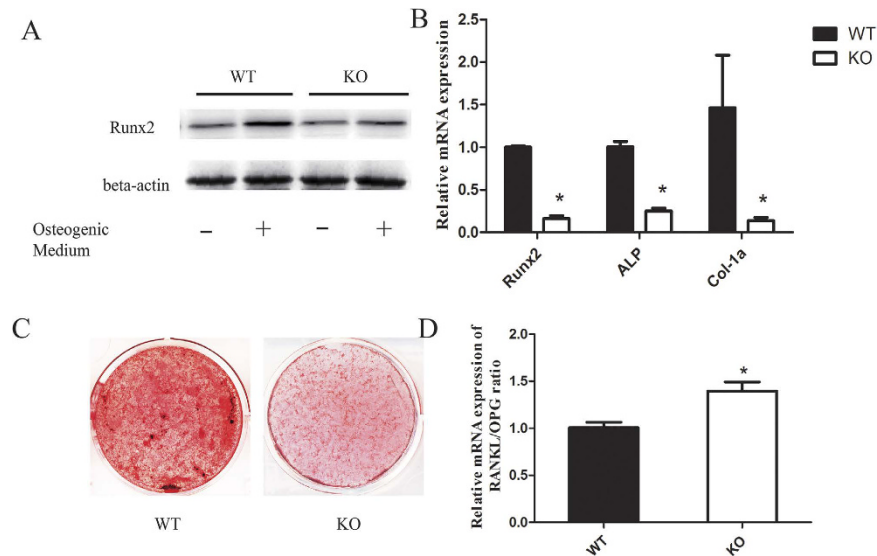 A
WT
KO
Runx2
beta-actin
Osteogenic
Medium
–
+
–
+
B
Relative mRNA expression
2.5
2.0
1.5
1.0
0.5
0.0
*
*
*
Runx2
ALP
Col-1a
WT
KO
C
WT
KO
D
Relative mRNA expression of
RANKL/OPG ratio
2.0
1.5
1.0
0.5
0.0
*
WT
KO